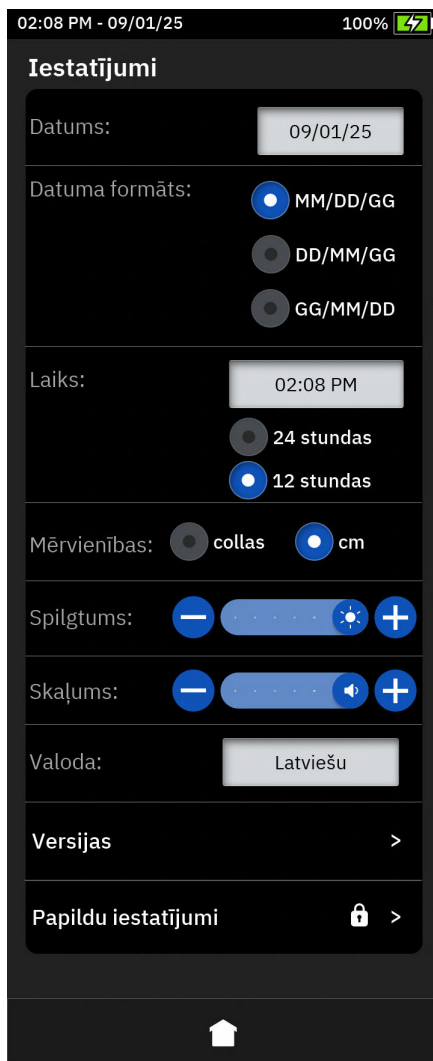 02:08 PM - 09/01/25 100%
Iestatījumi
Datums: 09/01/25
Datuma formāts: MM/DD/GG
DD/MM/GG
GG/MM/DD
Laiks: 02:08 PM
24 stundas
12 stundas
Mērvienības: collas cm
Spilgtums:
Skaļums:
Valoda: Latviešu
Versijas >
Papildu iestatījumi >